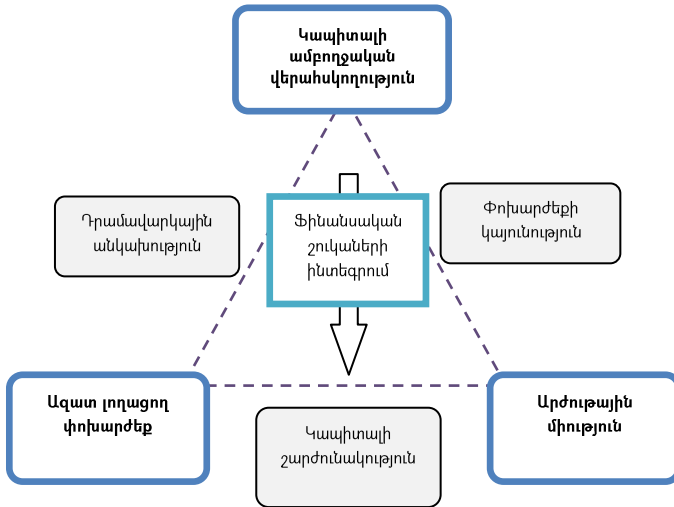 Կապիտալի
ամբողջական
վերահսկողություն
Դրամավարկային
անկախություն
Ֆինանսական
շուկաների
ինտեգրում
Փոխարժեքի
կայունություն
Ազատ լողացող
փոխարժեք
Կապիտալի
շարժունակություն
Արժութային
միություն